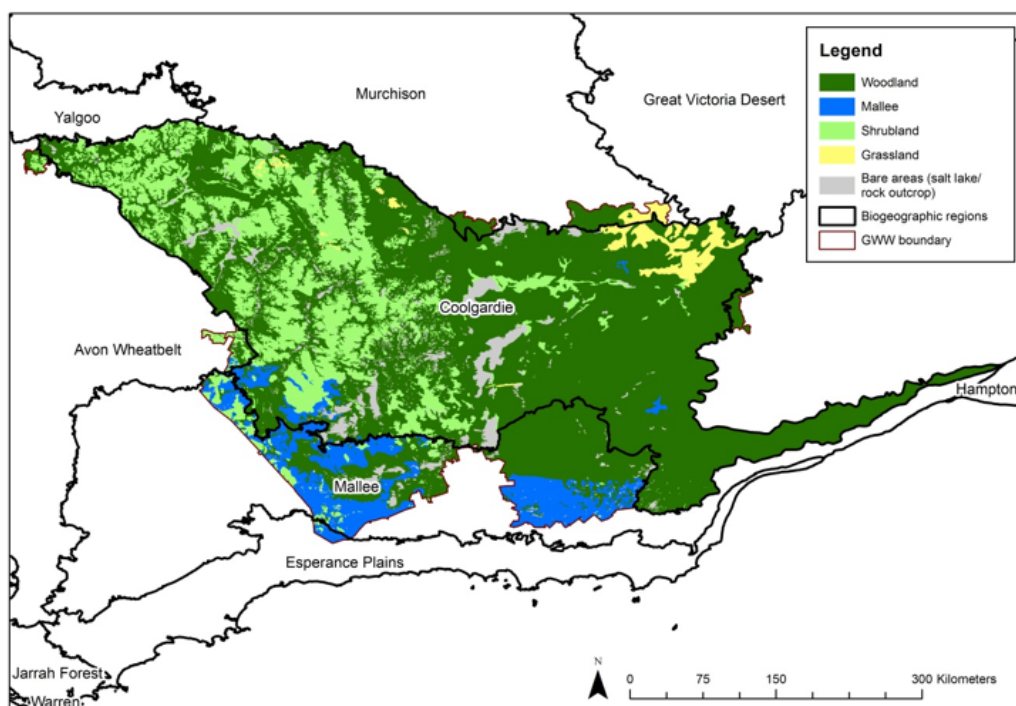 Legend
Woodland
Mallee
Shrubland
Grassland
Bare areas (salt lake/
rock outcrop)
Biogeographic regions
GWW boundary
Murchison
Great Victoria Desert
Yalgoo
Coolgardie
Avon Wheatbelt
Hampton
Mallee
Esperance Plains
Jarrah Forest
Warren
N
0 75 150 300 Kilometers